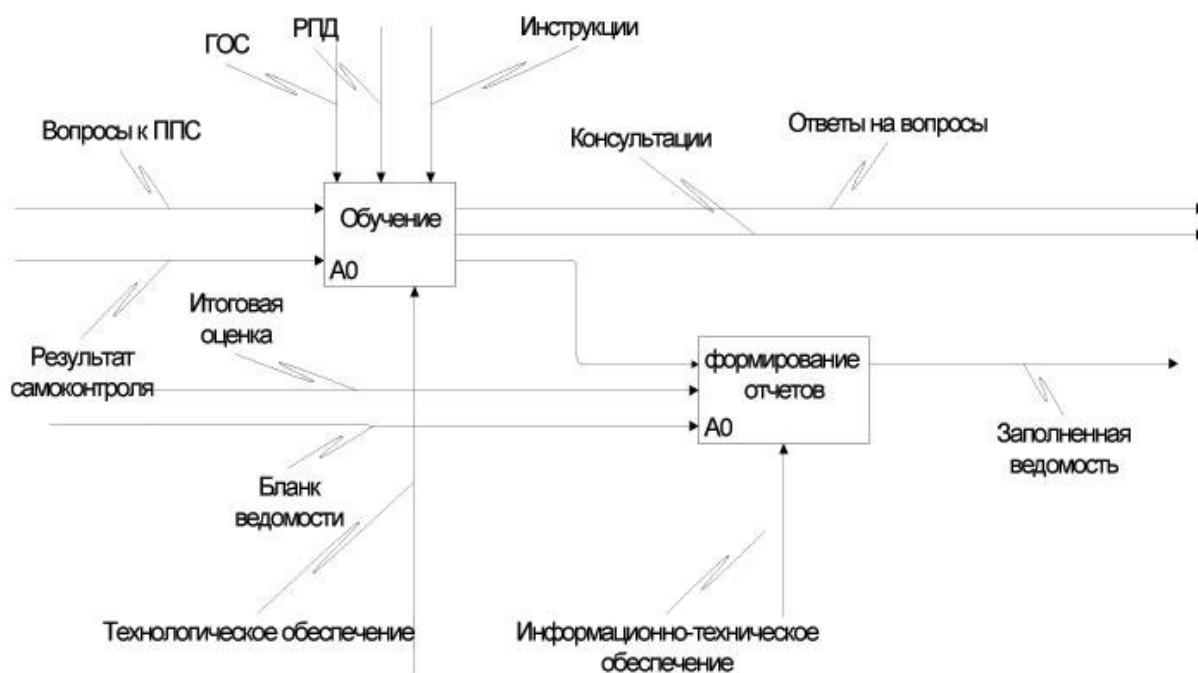 РПД
ГОС
Инструкции
Вопросы к ППС
Консультации
Ответы на вопросы
Обучение
А0
Итоговая
оценка
Результат
самоконтроля
формирование
отчетов
А0
Заполненная
ведомость
Бланк
ведомости
Технологическое обеспечение
Информационно-техническое
обеспечение